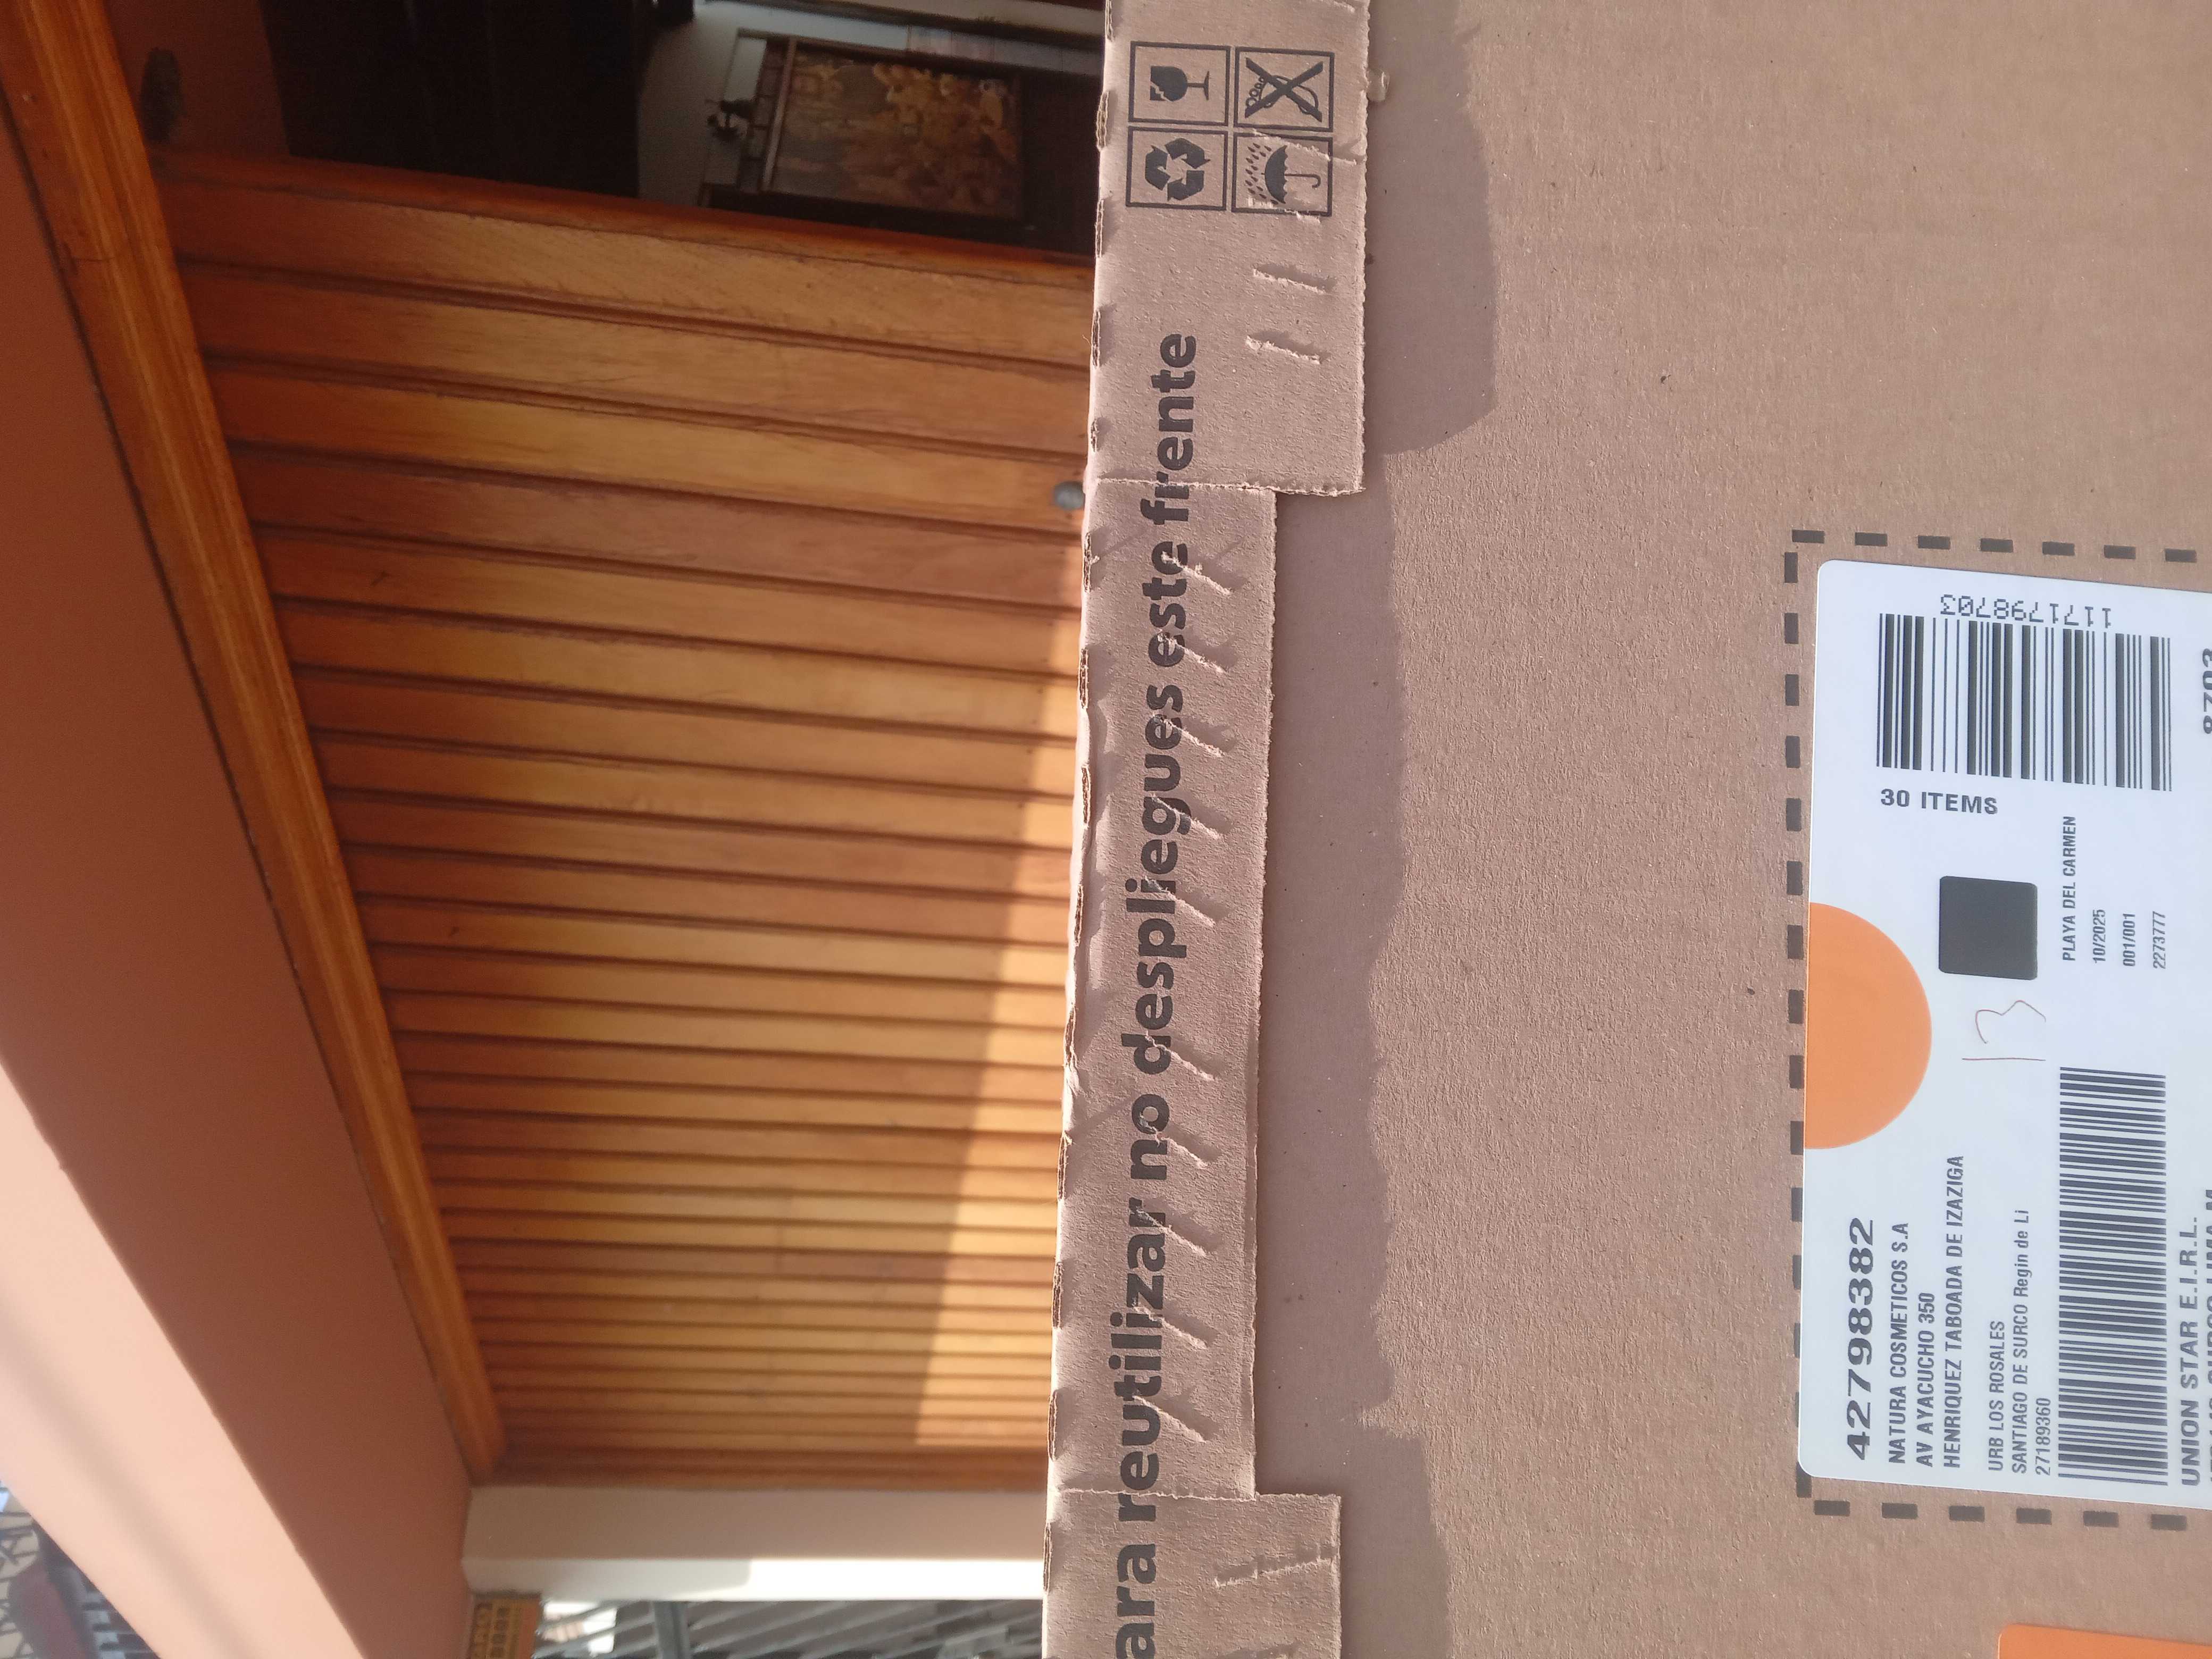 ara reutilizar no despliegues este frente
42798382
NATURA COSMETICOS S.A
AV AYACUCHO 350
HENRIQUEZ TABOADA DE IZAZIGA
URB LOS ROSALES
SANTIAGO DE SURCO Regin de Li
27189360
UNION STAR E.I.R.L.
13
30 ITEMS
1171798703
PLAYA DEL CARMEN
10/2025
001/001
2273777
8703